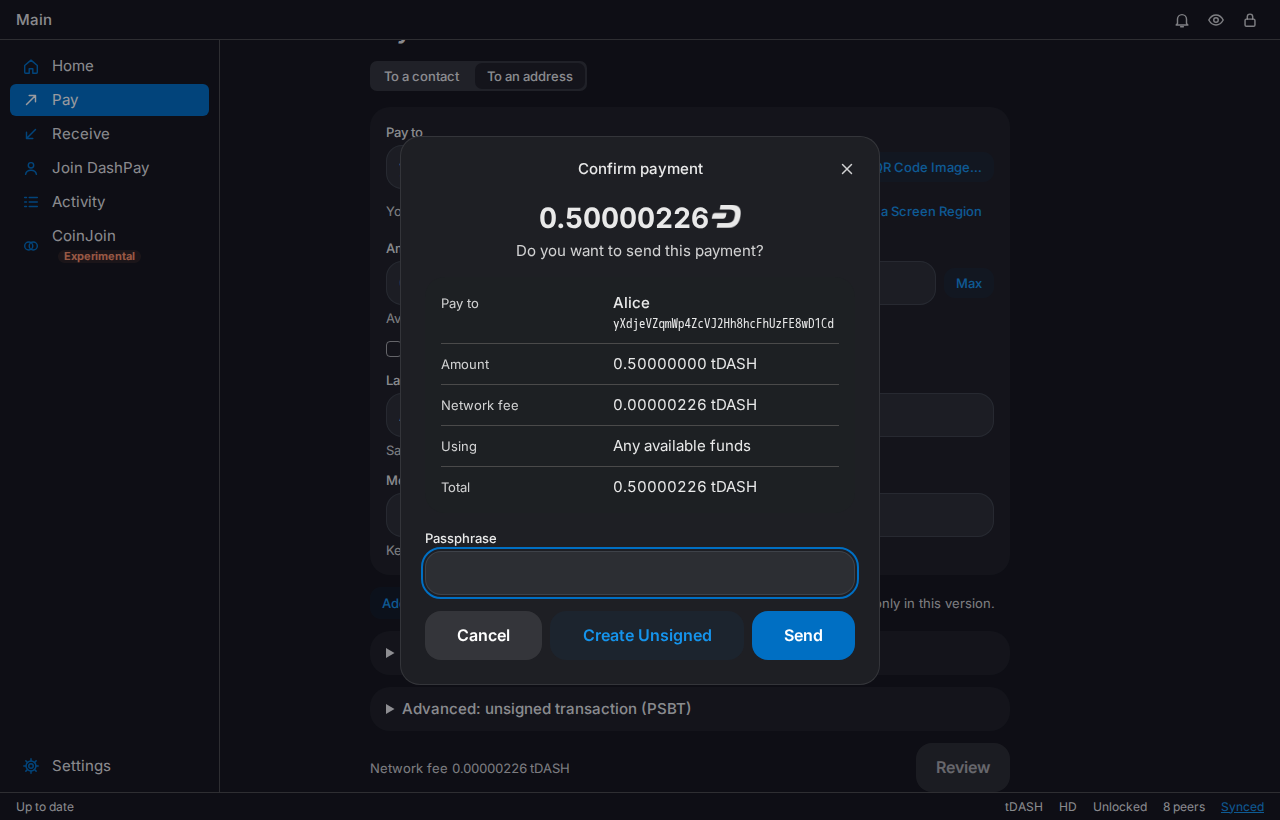 Main
Home
Pay
Receive
Join DashPay
Activity
CoinJoin
Experimental
Settings
To a contact
To an address
Pay to
QR Code Image...
a Screen Region
Max
Confirm payment
0.50000226
Do you want to send this payment?
Pay to
Alice
yXdjeVZqmWp4ZcVJ2Hh8hcFhUzFE8wD1Cd
Amount
0.50000000 tDASH
Network fee
0.00000226 tDASH
Using
Any available funds
Total
0.50000226 tDASH
Passphrase
Cancel
Create Unsigned
Send
only in this version.
Advanced: unsigned transaction (PSBT)
Network fee 0.00000226 tDASH
Review
Up to date
tDASH
HD
Unlocked
8 peers
Synced